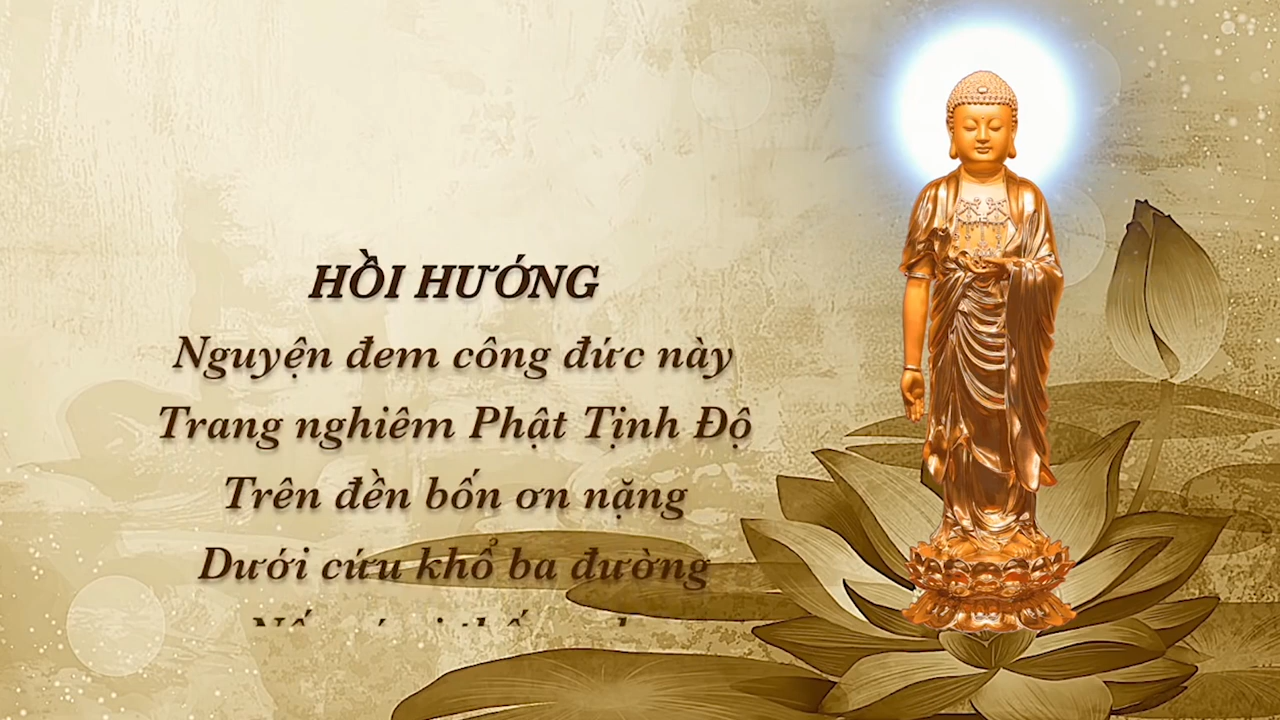 HỒI HƯỚNG
Nguyện đem công đức này
Trang nghiêm Phật Tịnh Độ
Trên đền bốn ơn nặng
Dưới cứu khổ ba đường